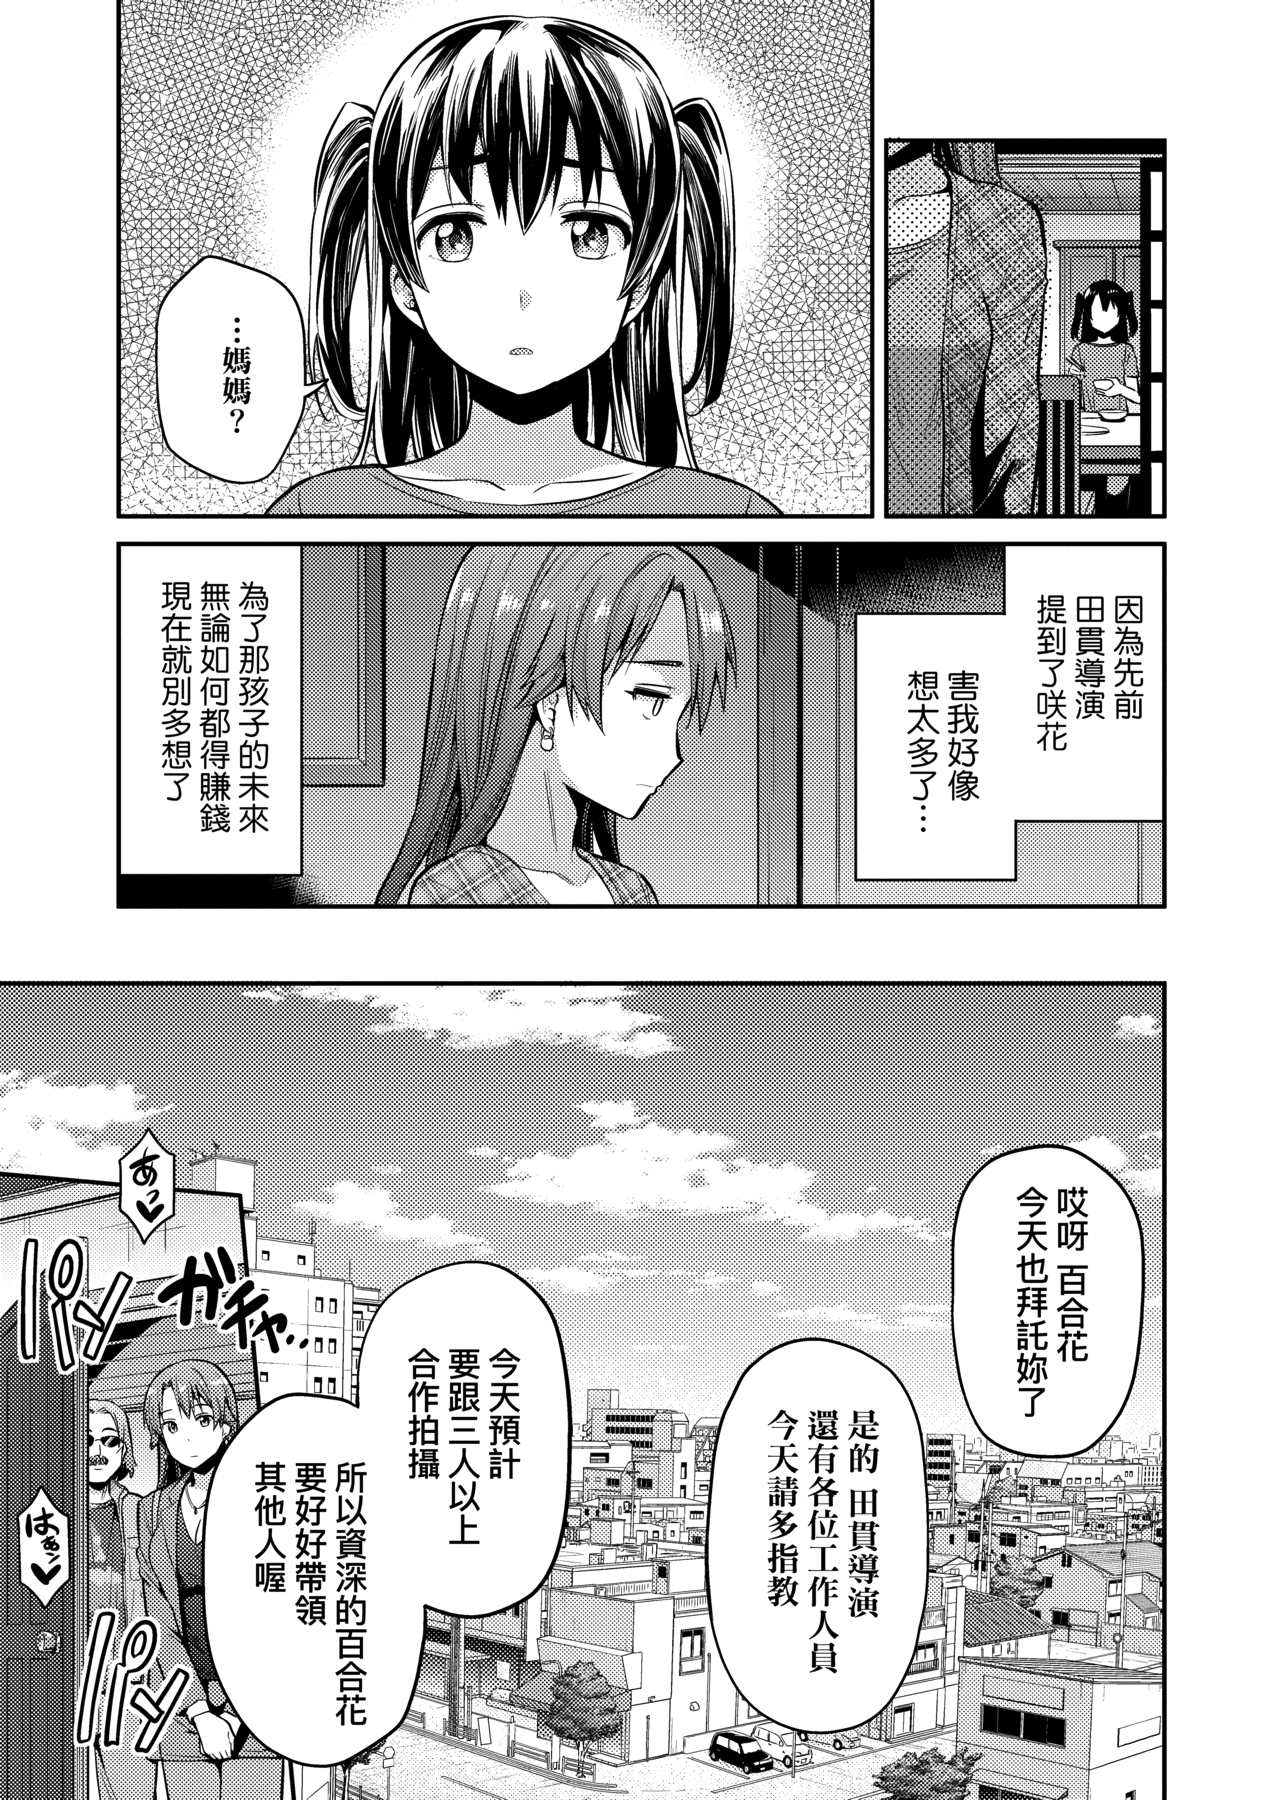 …媽媽？
因為先前
田貫導演
提到了咲花
害我好像
想太多了…
為了那孩子的未來
無論如何都得賺錢
現在就別多想了
哎呀 百合花
今天也拜託妳了
是的 田貫導演
還有各位工作人員
今天請多指教
今天預計
要跟三人以上
合作拍攝
所以資深的百合花
要好好帶領
其他人喔
ガチャ‥
あっ♥
パン
はぁン♥
パン